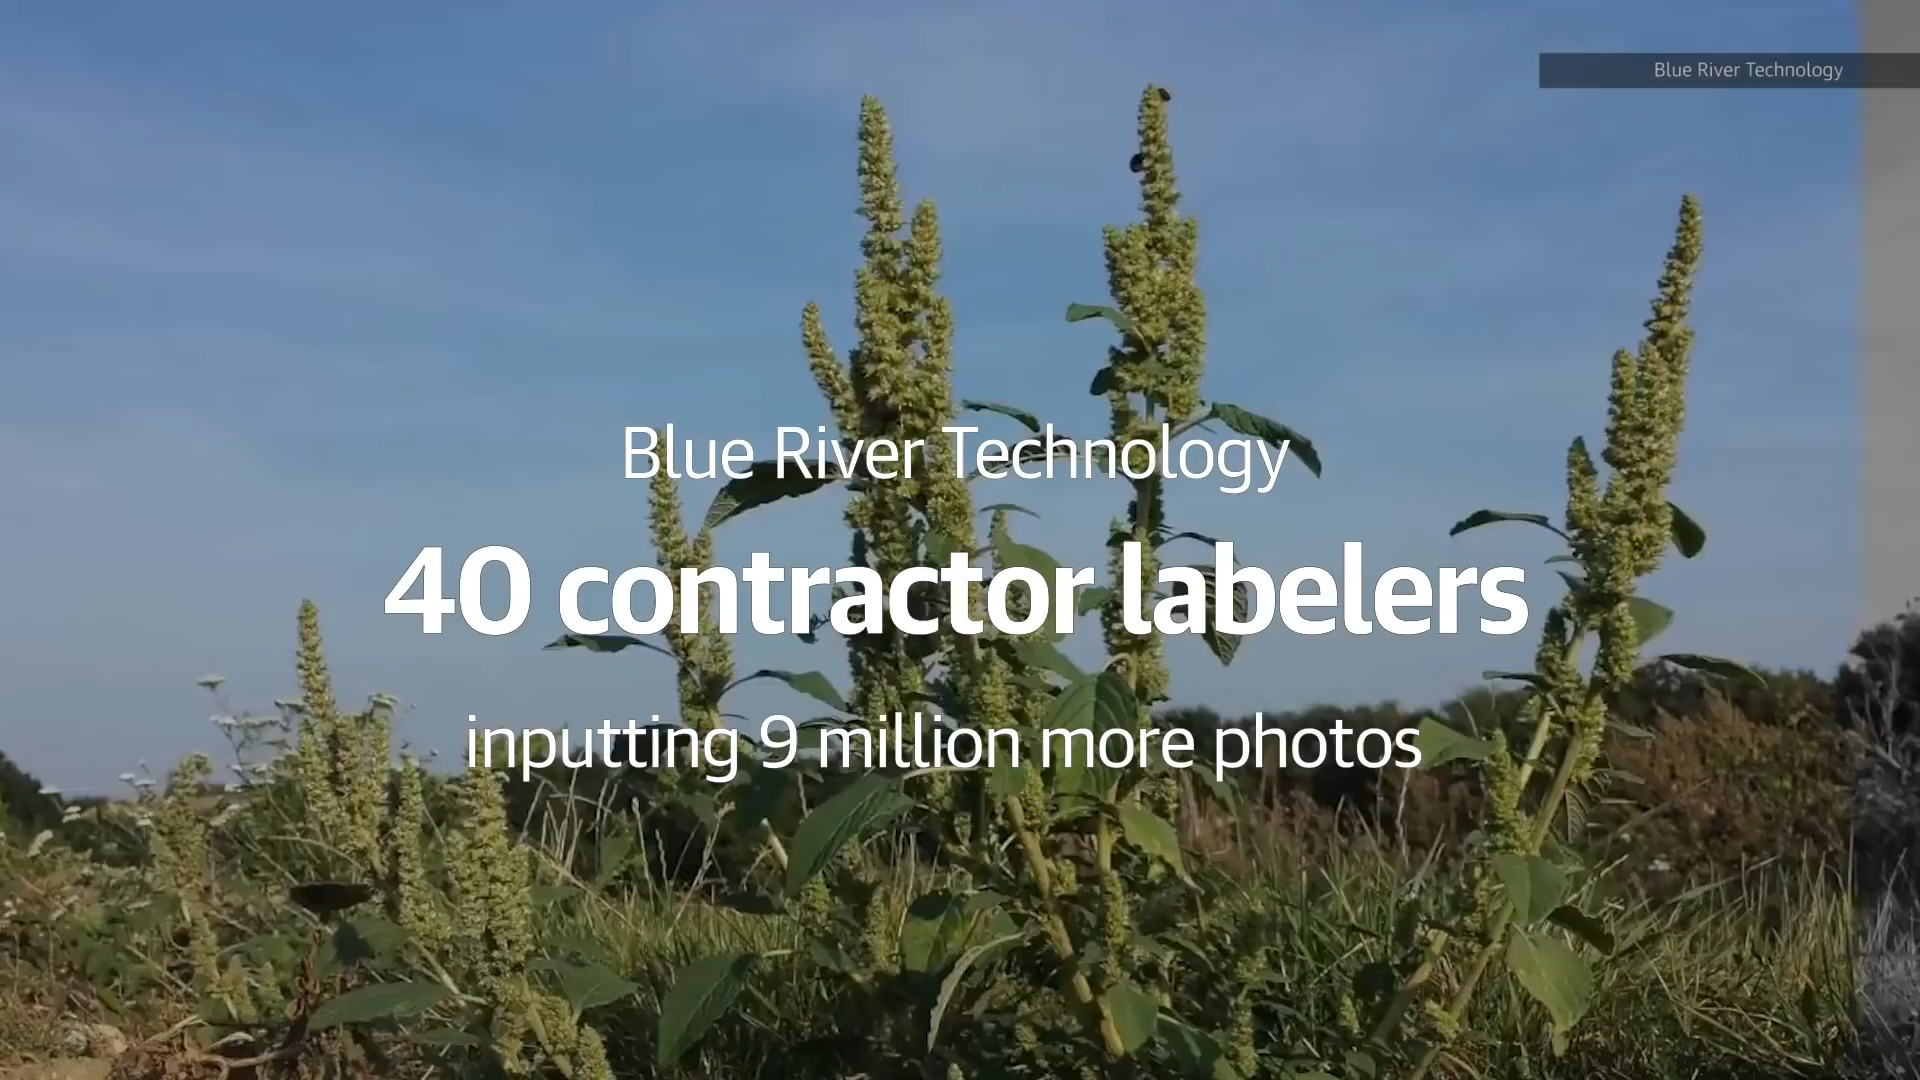 Blue River Technology
Blue River Technology
40 contractor labelers
inputting 9 million more photos